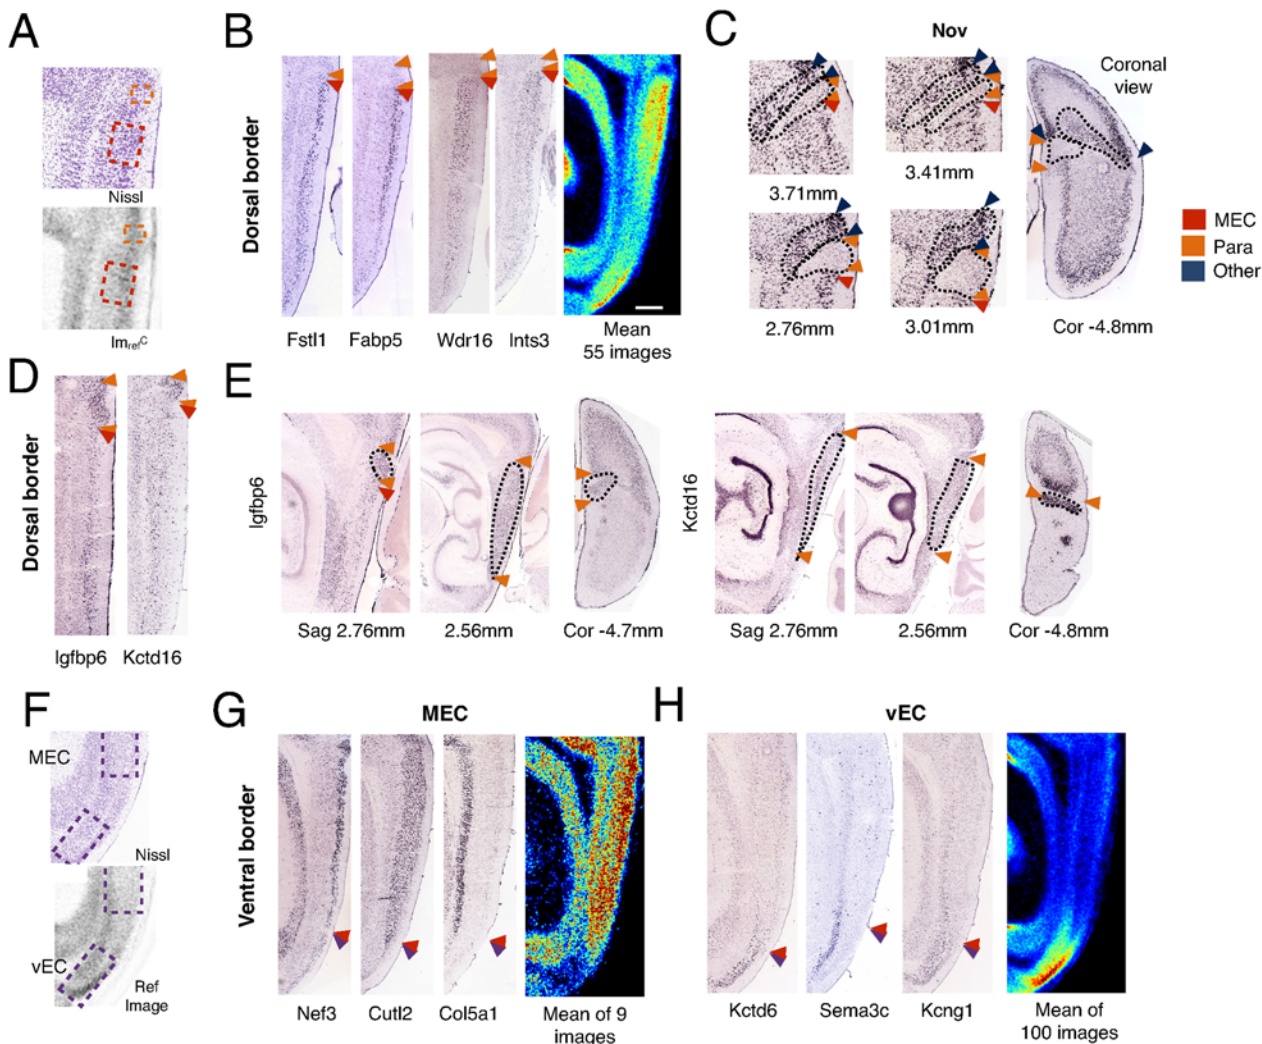 A
Nissl
Im_ref^C
B
Dorsal border
Fstl1 Fabp5 Wdr16 Ints3
Mean
55 images
C
Nov
3.71mm
3.41mm
2.76mm
3.01mm
Coronal
view
Cor -4.8mm
MEC
Para
Other
D
Dorsal border
Igfbp6 Kctd16
E
Igfbp6
Sag 2.76mm 2.56mm Cor -4.7mm
Kctd16
Sag 2.76mm 2.56mm Cor -4.8mm
F
MEC
Nissl
vEC
Ref
Image
G
MEC
Ventral border
Nef3 Cutl2 Col5a1
Mean of 9
images
H
vEC
Kctd6 Sema3c Kcng1
Mean of
100 images